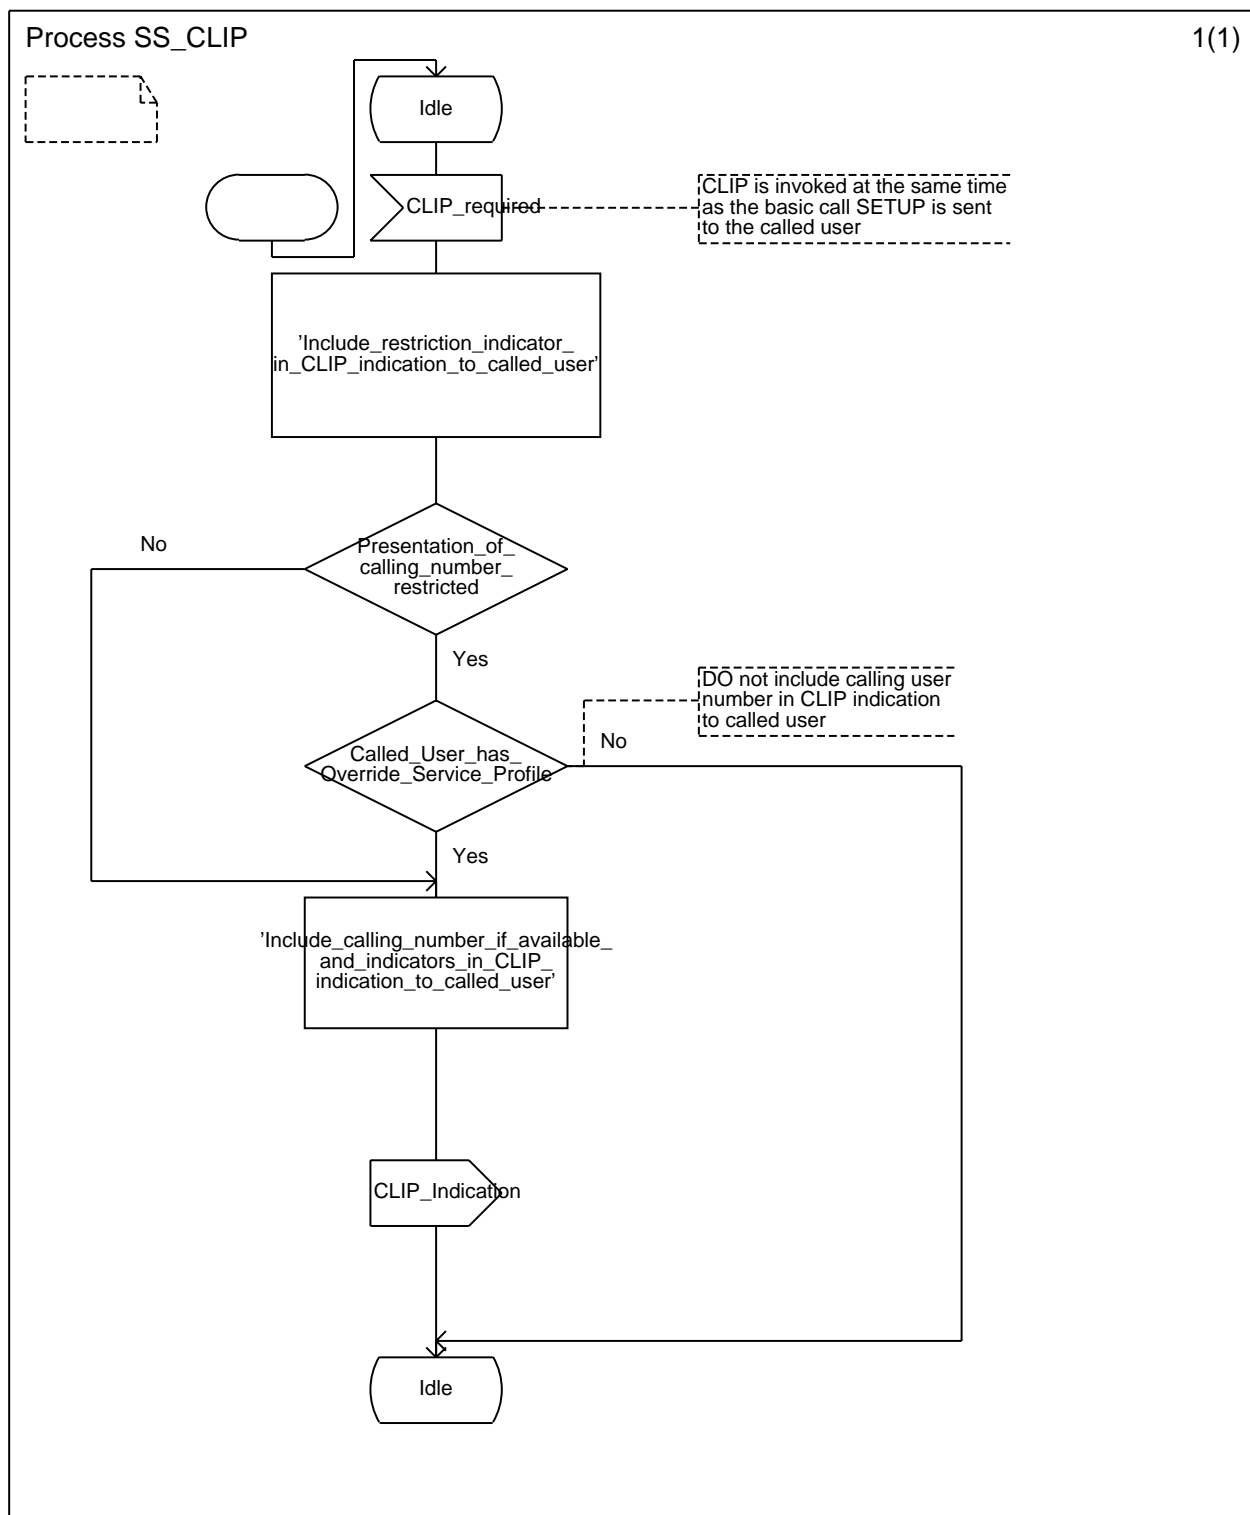 Process SS_CLIP
1(1)
Idle
CLIP_required
CLIP is invoked at the same time
as the basic call SETUP is sent
to the called user
’Include_restriction_indicator_
in_CLIP_indication_to_called_user’
No
Presentation_of_
calling_number_
restricted
Yes
DO not include calling user
number in CLIP indication
to called user
No
Called_User_has_
Override_Service_Profile
Yes
’Include_calling_number_if_available_
and_indicators_in_CLIP_
indication_to_called_user’
CLIP_Indication
Idle